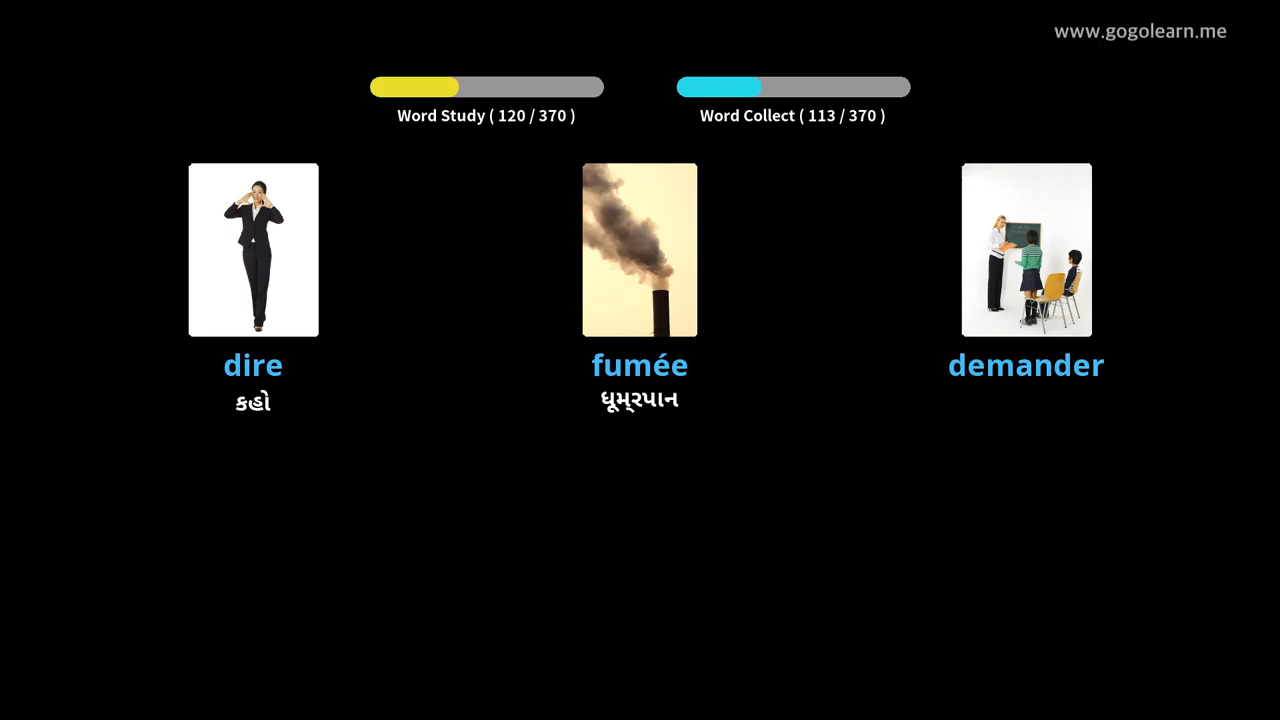 www.gogolearn.me
Word Study ( 120 / 370 )
Word Collect ( 113 / 370 )
dire
fumée
demander
કહો
ધૂમ્રપાન